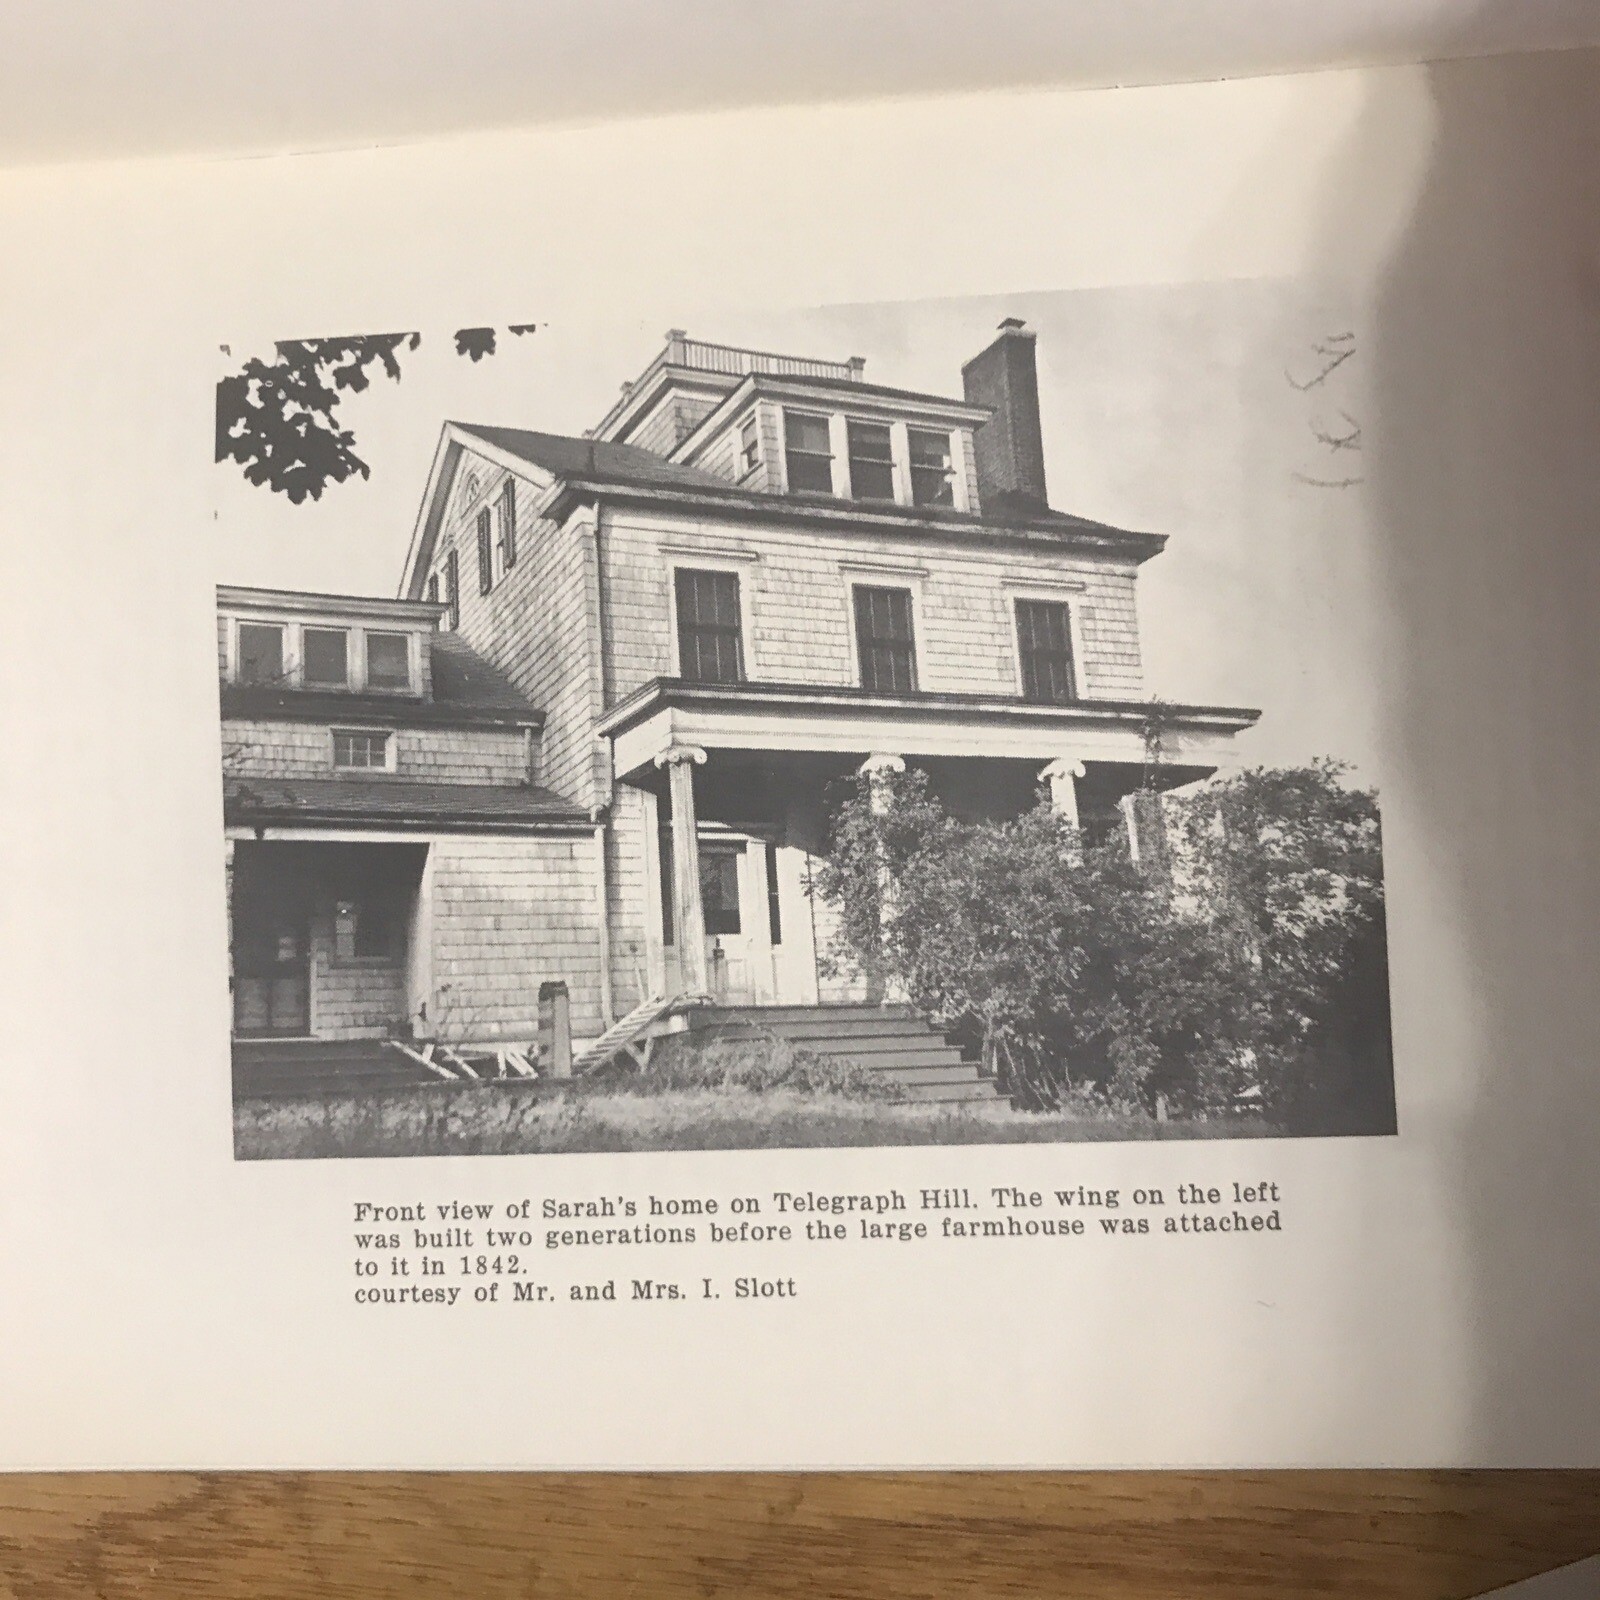 Front view of Sarah's home on Telegraph Hill. The wing on the left
was built two generations before the large farmhouse was attached
to it in 1842.
courtesy of Mr. and Mrs. I. Slott